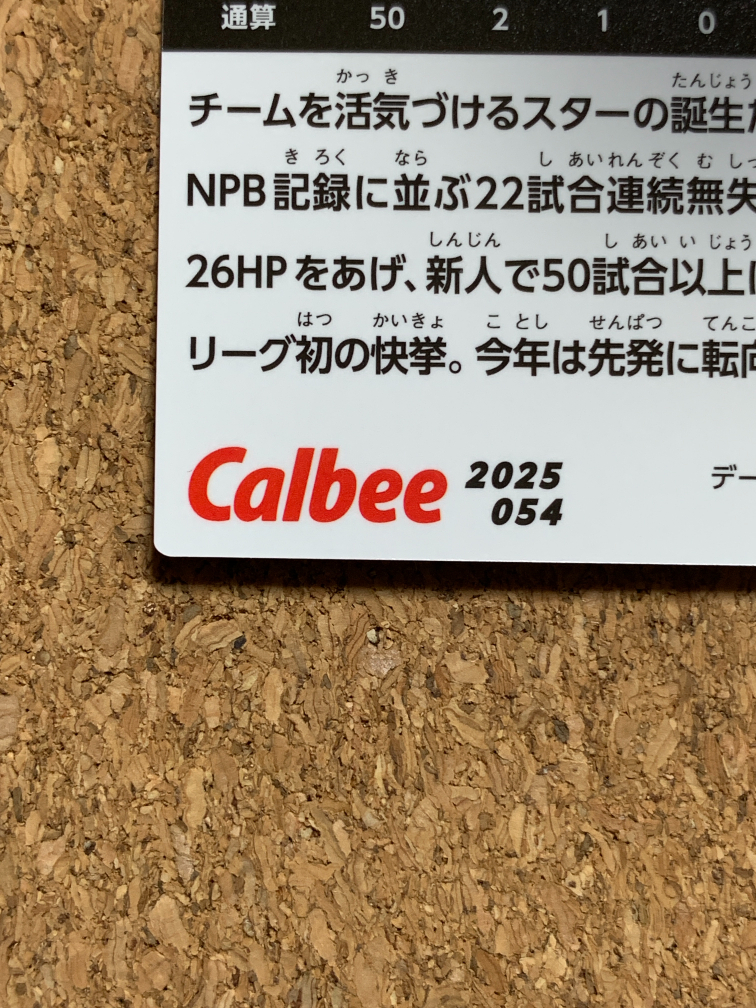 通算 50 2 1 0
かっき たんじょう
チームを活気づけるスターの誕生
きろく なら しあいれんぞくむしっ
NPB記録に並ぶ22試合連続無失
しんじん しあいいじょう
26HPをあげ、新人で50試合以上
はつ かいきょ ことし せんぱつ てんこ
リーグ初の快挙。今年は先発に転向
Calbee 2025 デー
054